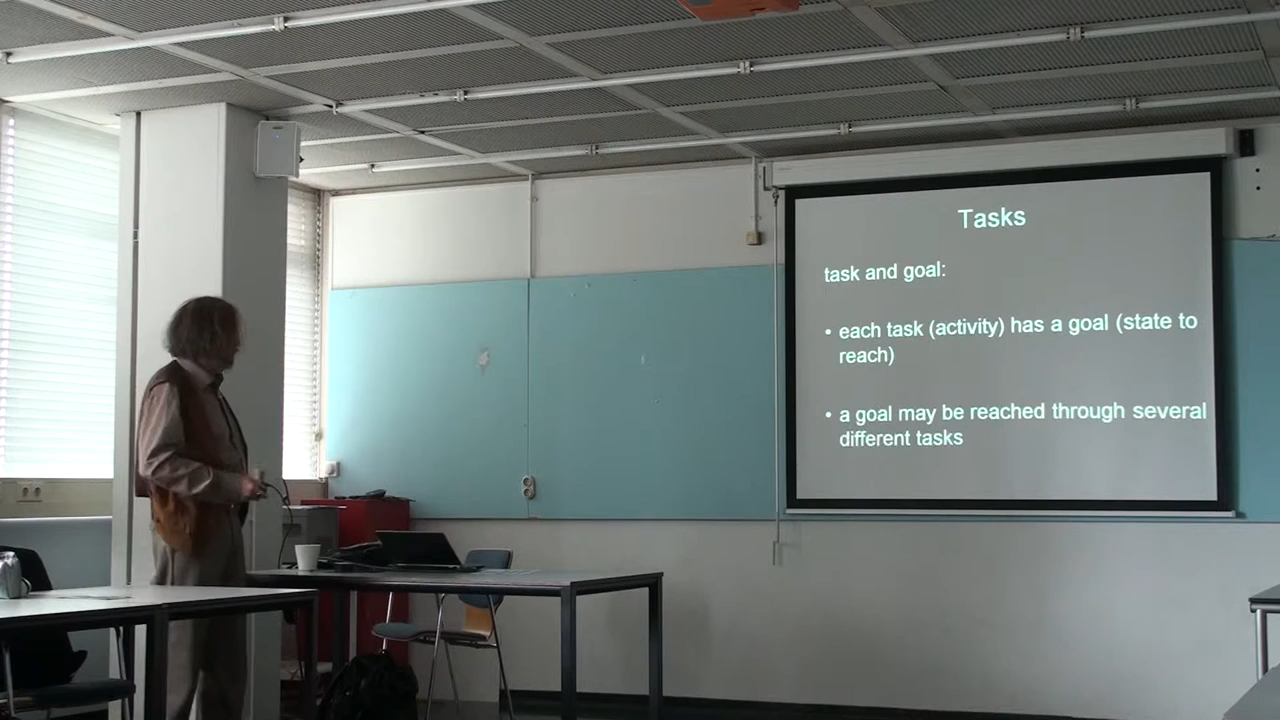 Tasks
task and goal:
• each task (activity) has a goal (state to
reach)
• a goal may be reached through several
different tasks